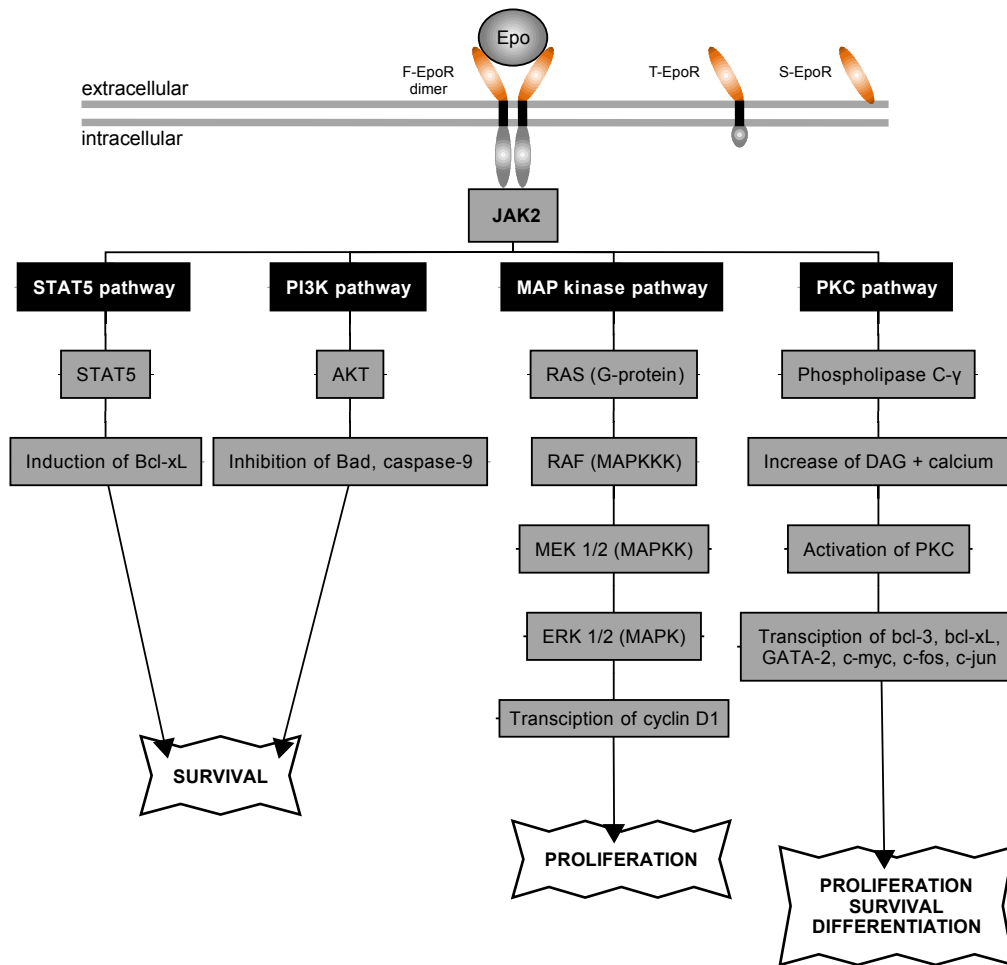 Epo
F-EpoR
dimer
T-EpoR
S-EpoR
extracellular
intracellular
JAK2
STAT5 pathway
PI3K pathway
MAP kinase pathway
PKC pathway
STAT5
AKT
RAS (G-protein)
Phospholipase C-γ
Induction of Bcl-xL
Inhibition of Bad, caspase-9
RAF (MAPKKK)
Increase of DAG + calcium
MEK 1/2 (MAPKK)
Activation of PKC
ERK 1/2 (MAPK)
Transciption of bcl-3, bcl-xL,
GATA-2, c-myc, c-fos, c-jun
Transciption of cyclin D1
SURVIVAL
PROLIFERATION
PROLIFERATION
SURVIVAL
DIFFERENTIATION